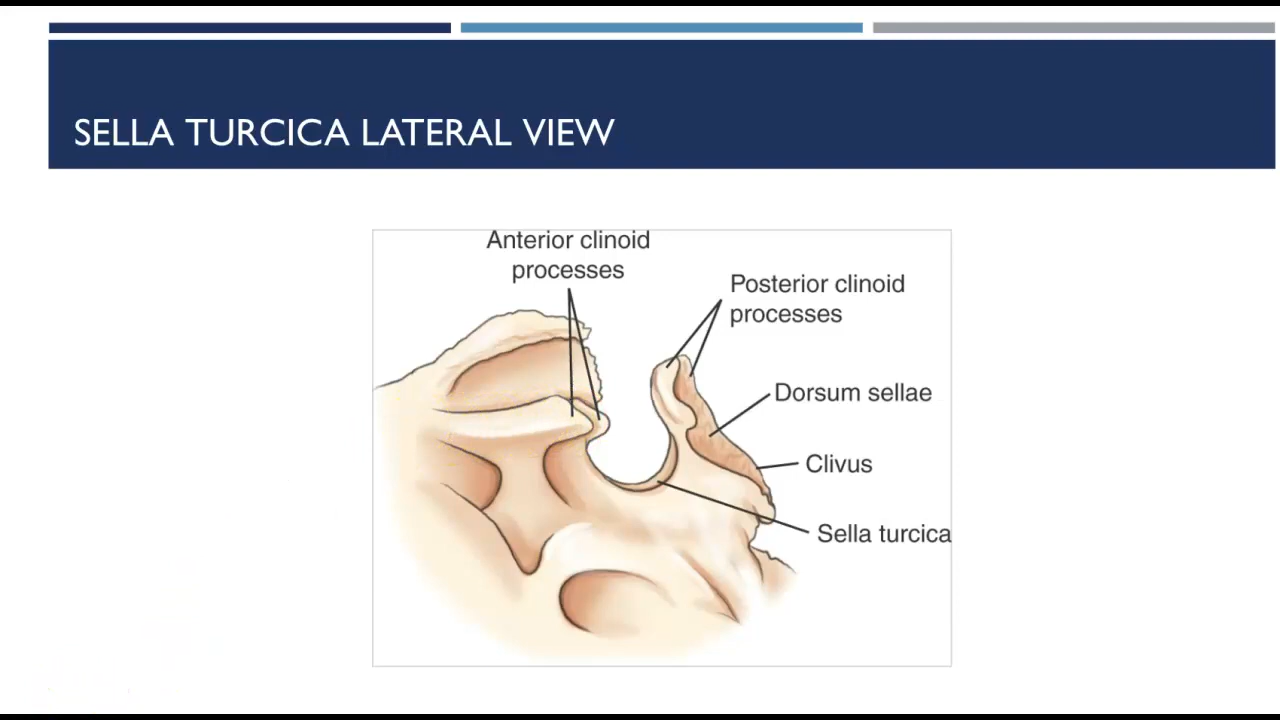 SELLA TURCICA LATERAL VIEW
Anterior clinoid
processes
Posterior clinoid
processes
Dorsum sellae
Clivus
Sella turcica